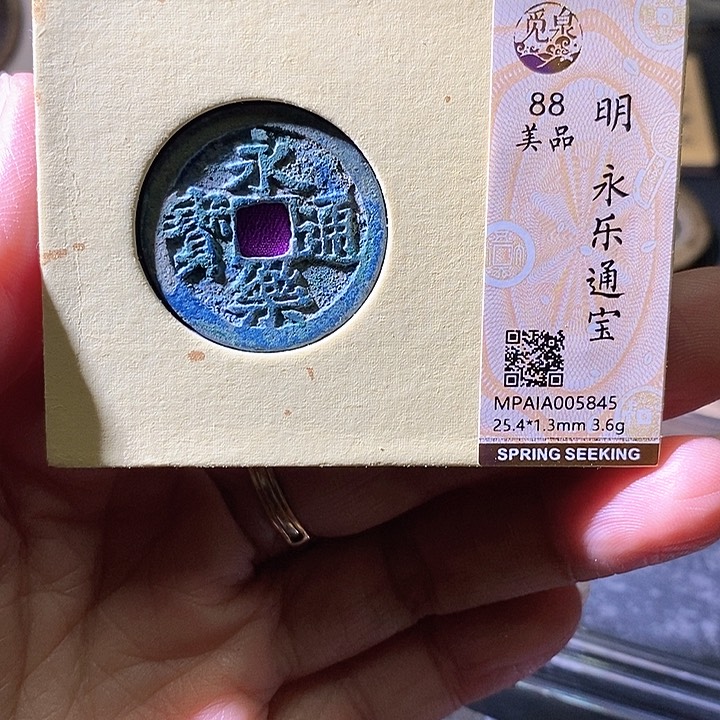 永樂通寶
觅泉
88
美品
明 永乐通宝
MPAIA005845
25.4*1.3mm 3.6g
SPRING SEEKING